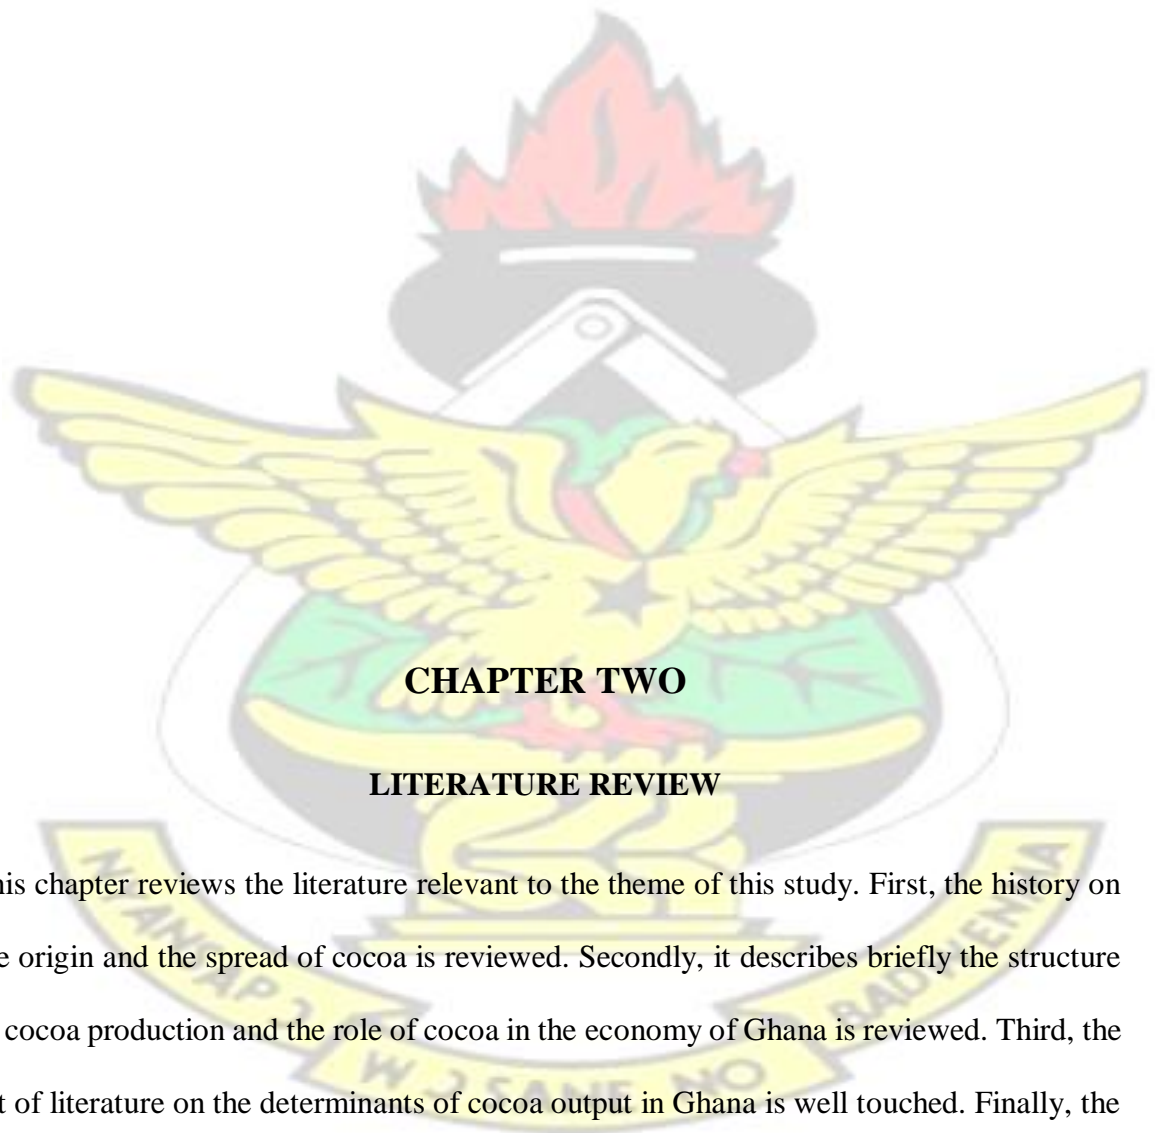 CHAPTER TWO
LITERATURE REVIEW
his chapter reviews the literature relevant to the theme of this study. First, the history on
e origin and the spread of cocoa is reviewed. Secondly, it describes briefly the structure
cocoa production and the role of cocoa in the economy of Ghana is reviewed. Third, the
t of literature on the determinants of cocoa output in Ghana is well touched. Finally, the
W Ɔ SANE NO